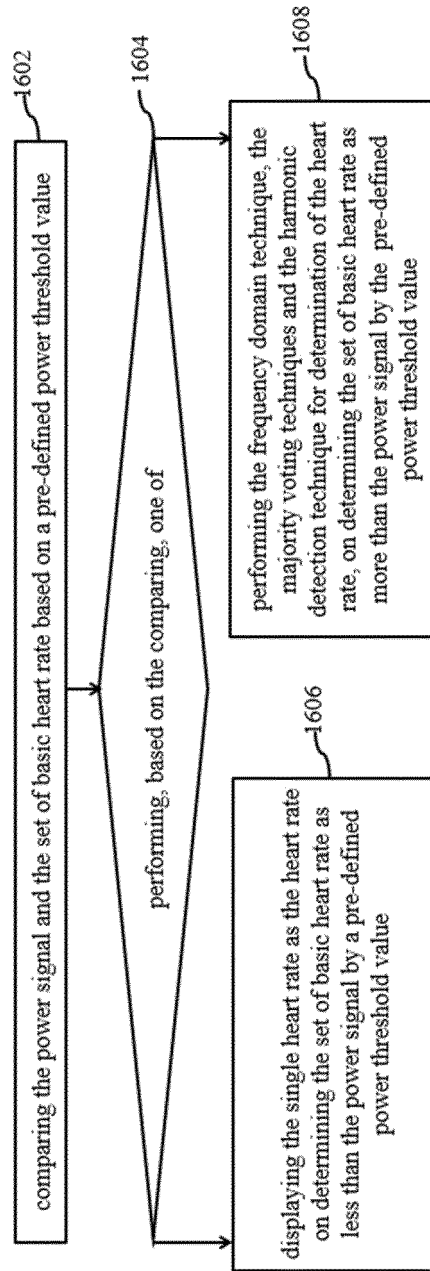 1602
comparing the power signal and the set of basic heart rate based on a pre-defined power threshold value
1604
performing, based on the comparing, one of
1606
displaying the single heart rate as the heart rate
on determining the set of basic heart rate as
less than the power signal by a pre-defined
power threshold value
1608
performing the frequency domain technique, the
majority voting techniques and the harmonic
detection technique for determination of the heart
rate, on determining the set of basic heart rate as
more than the power signal by the pre-defined
power threshold value